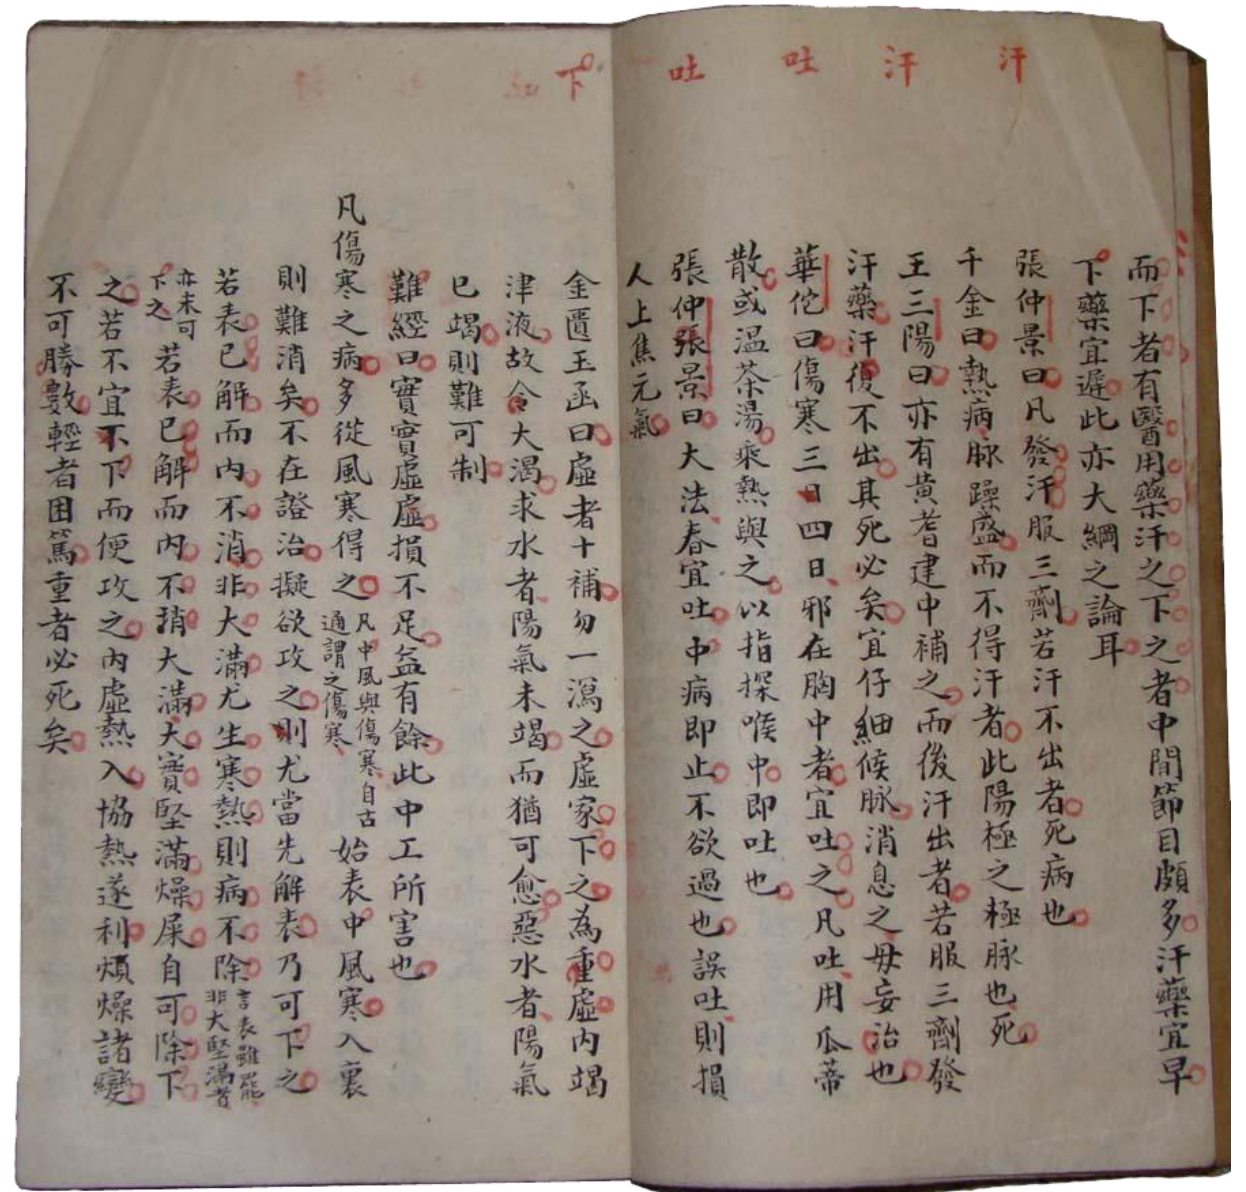 汗
汗
吐
吐
而下者有醫用藥汗之下之者中間節目頗多汗藥宜早
下藥宜遲此亦大綱之論耳
張仲景曰凡發汗服三劑若汗不出者死病也
千金曰熱病脉躁盛而不得汗者此陽極之極脉也死
王三陽曰亦有黄耆建中補之而後汗出者若服三劑發
汗藥汗復不出其死必矣宜仔細候脉消息之毋妄治也
華佗曰傷寒三日四日邪在胸中者宜吐之凡吐用瓜蒂
散或温茶湯乘熱與之以指探喉中即吐也
張仲張景曰大法春宜吐中病即止不欲過也誤吐則損
人上焦元氣
下
金匱玉函曰虛者十補勿一瀉之虛家下之為重虛内竭
津液故令大渴求水者陽氣未竭而猶可愈惡水者陽氣
已竭則難可制
難經曰實實虛虛損不足益有餘此中工所害也
凡傷寒之病多從風寒得之凡中風與傷寒自古通謂之傷寒始表中風寒入裏
則難消矣不在證治擬欲攻之則尤當先解表乃可下之
若表已解而内不消非大滿尤生寒熱則病不除言表雖罷非大堅滿者
亦未可下之若表已解而内不消大滿大實堅滿燥屎自可除下
之若不宜下而便攻之内虛熱入協熱遂利煩燥諸變
不可勝數輕者困篤重者必死矣